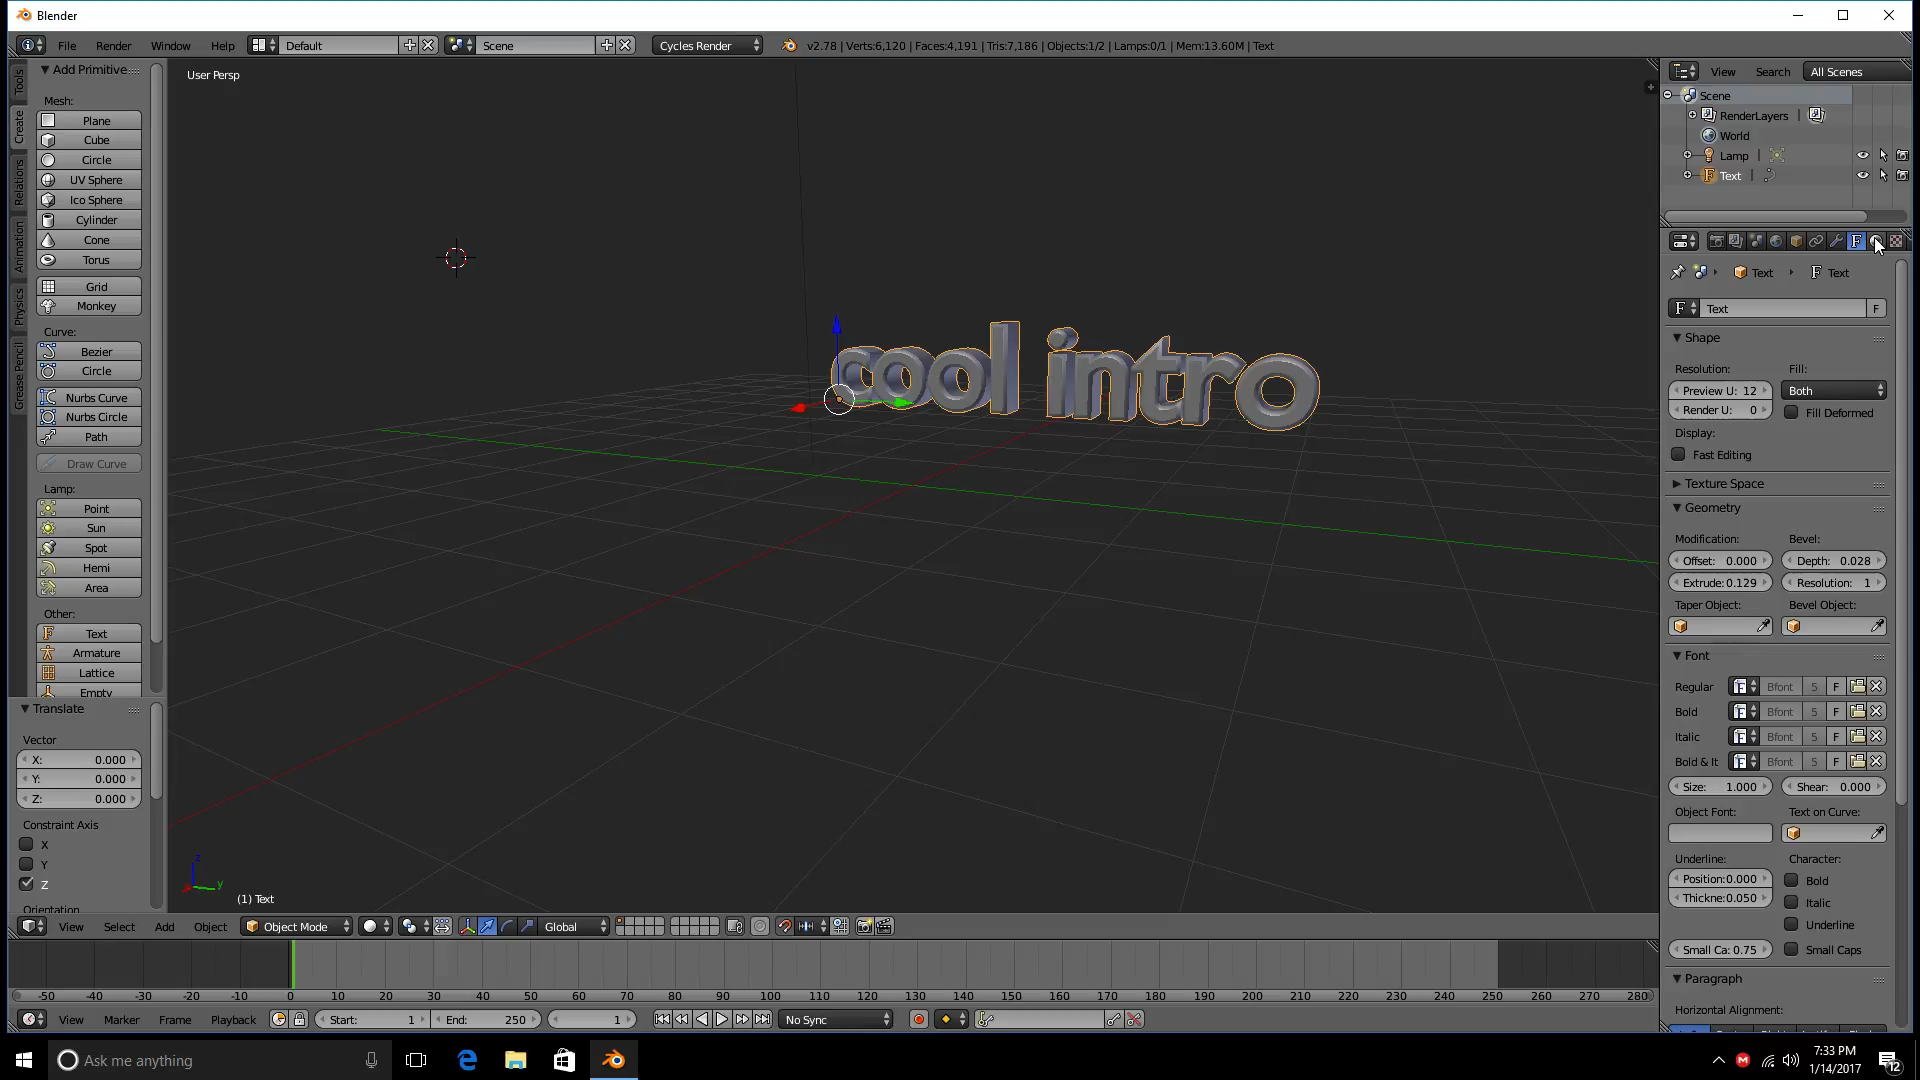 Blender
File Render Window Help Default Scene Cycles Render v2.78 | Verts:6,120 | Faces:4,191 | Tris:7,186 | Objects:1/2 | Lamps:0/1 | Mem:13.60M | Text
Tools
Create
Relations
Animation
Physics
Grease Pencil
Add Primitive
Mesh:
Plane
Cube
Circle
UV Sphere
Ico Sphere
Cylinder
Cone
Torus
Grid
Monkey
Curve:
Bezier
Circle
Nurbs Curve
Nurbs Circle
Path
Draw Curve
Lamp:
Point
Sun
Spot
Hemi
Area
Other:
Text
Armature
Lattice
Empty
Translate
Vector
X: 0.000
Y: 0.000
Z: 0.000
Constraint Axis
X
Y
Z
Orientation
User Persp
cool intro
z
y
(1) Text
View Select Add Object Object Mode Global
-50 -40 -30 -20 -10 0 10 20 30 40 50 60 70 80 90 100 110 120 130 140 150 160 170 180 190 200 210 220 230 240 250 260 270 280
View Marker Frame Playback Start: 1 End: 250 1 No Sync
View Search All Scenes
Scene
RenderLayers |
World
Lamp |
Text |
Text Text
F Text F
Shape
Resolution: Fill:
Preview U: 12 Both
Render U: 0 Fill Deformed
Display:
Fast Editing
Texture Space
Geometry
Modification: Bevel:
Offset: 0.000 Depth: 0.028
Extrude: 0.129 Resolution: 1
Taper Object: Bevel Object:
Font
Regular F Bfont 5 F
Bold F Bfont 5 F
Italic F Bfont 5 F
Bold & It F Bfont 5 F
Size: 1.000 Shear: 0.000
Object Font: Text on Curve:
Underline: Character:
Position:0.000 Bold
Thickne:0.050 Italic
Underline
Small Ca: 0.75 Small Caps
Paragraph
Horizontal Alignment:
Ask me anything
7:33 PM
1/14/2017
12